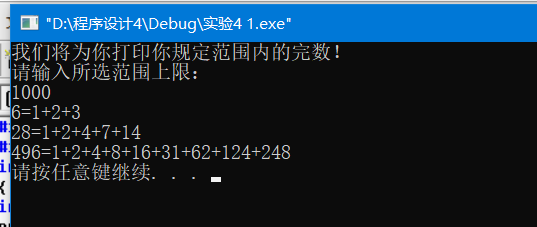 "D:\程序设计4\Debug\实验4 1.exe"
我们将为你打印你规定范围内的完数！
请输入所选范围上限：
1000
6=1+2+3
28=1+2+4+7+14
496=1+2+4+8+16+31+62+124+248
请按任意键继续. . .